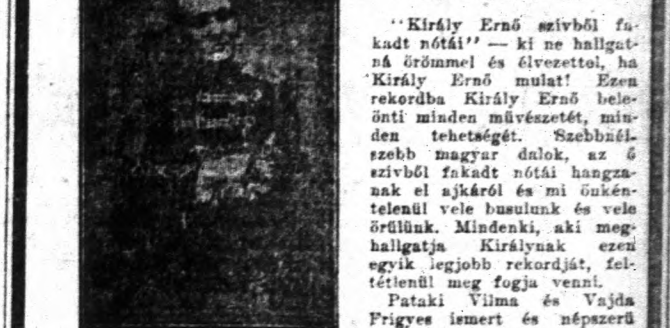 "Király Ernő szivből fa-
kadt nótái" — ki ne hallgat-
ná örömmel és élvezettel, ha
Király Ernő mulat! Ezen
rekordba Király Ernő bele-
önti minden müvészetét, min-
den tehetségét. Szebbnél-
szebb magyar dalok, az ő
szivből fakadt nótái hangza-
nak el ajkáról és mi önkén-
telenül vele busulunk és vele
örülünk. Mindenki, aki meg-
hallgatja Királynak ezen
egyik legjobb rekordját, fel-
tétlenül meg fogja venni.
Pataki Vilma és Vajda
Frigyes ismert és népszerü